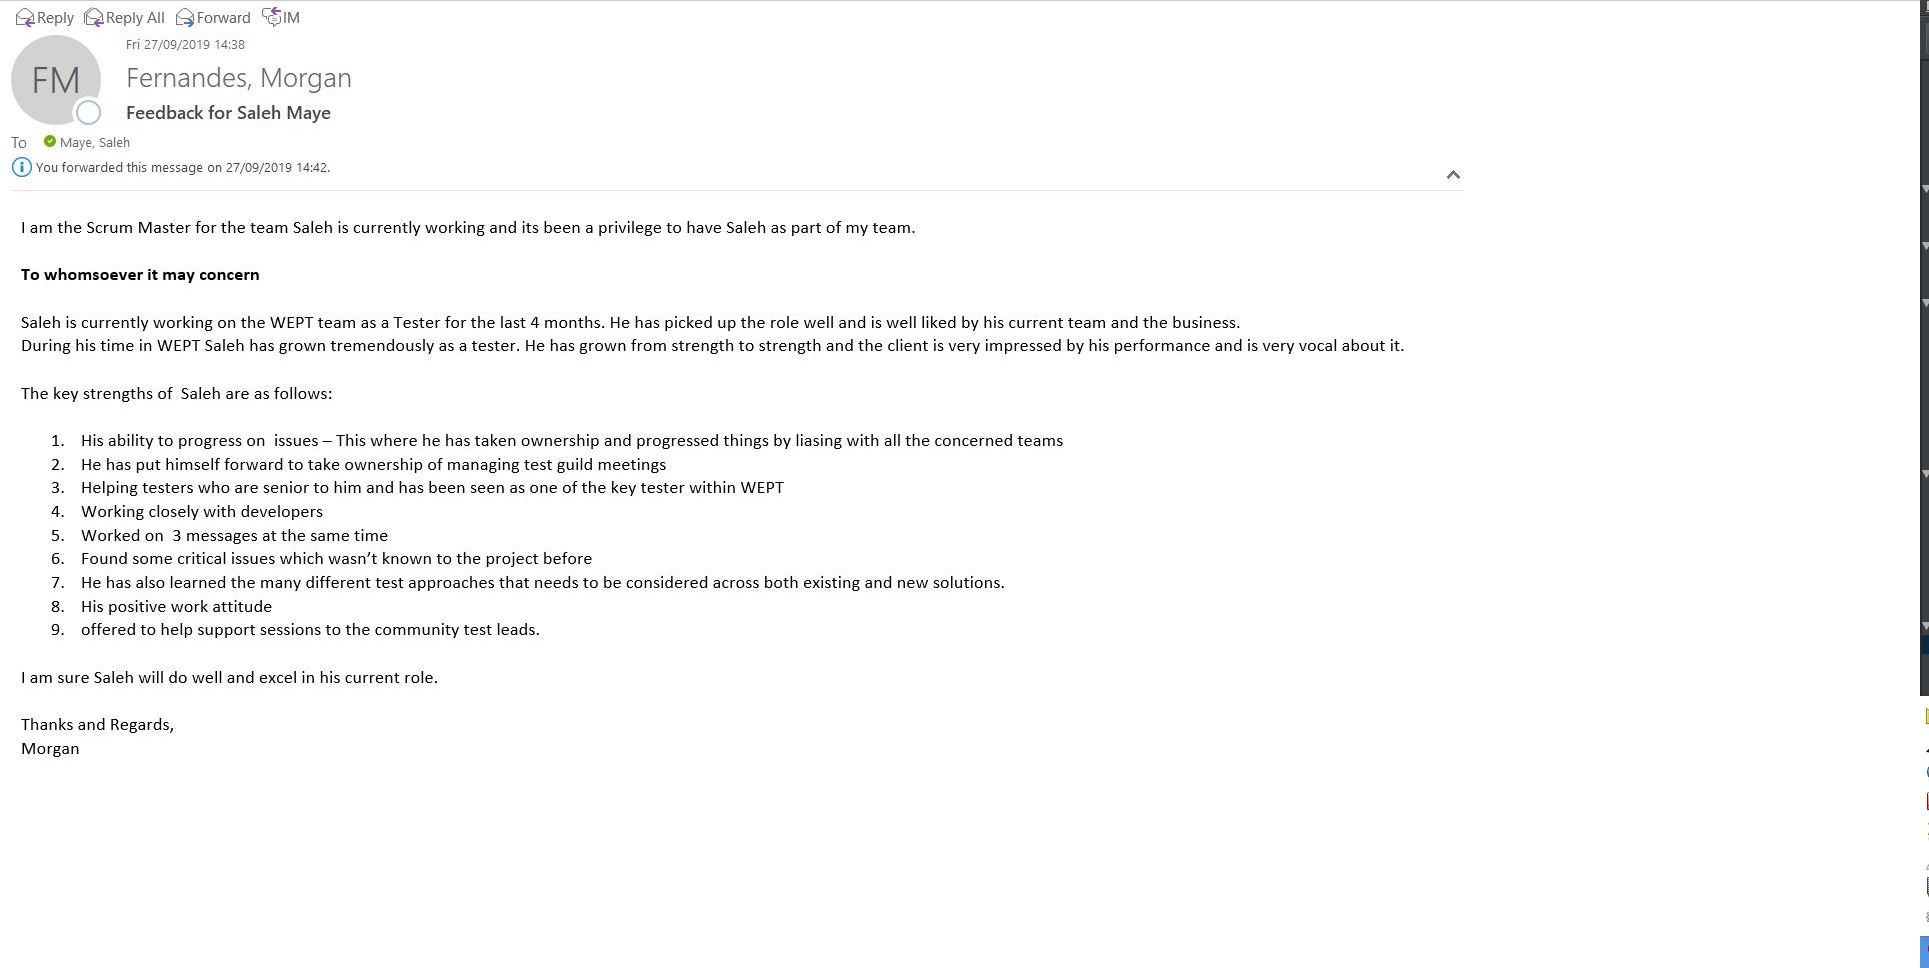 Reply Reply All Forward IM
Fri 27/09/2019 14:38
FM
Fernandes, Morgan
Feedback for Saleh Maye
To Maye, Saleh
You forwarded this message on 27/09/2019 14:42.
I am the Scrum Master for the team Saleh is currently working and its been a privilege to have Saleh as part of my team.
To whomsoever it may concern
Saleh is currently working on the WEPT team as a Tester for the last 4 months. He has picked up the role well and is well liked by his current team and the business.
During his time in WEPT Saleh has grown tremendously as a tester. He has grown from strength to strength and the client is very impressed by his performance and is very vocal about it.
The key strengths of  Saleh are as follows:
1. His ability to progress on  issues – This where he has taken ownership and progressed things by liasing with all the concerned teams
2. He has put himself forward to take ownership of managing test guild meetings
3. Helping testers who are senior to him and has been seen as one of the key tester within WEPT
4. Working closely with developers
5. Worked on  3 messages at the same time
6. Found some critical issues which wasn’t known to the project before
7. He has also learned the many different test approaches that needs to be considered across both existing and new solutions.
8. His positive work attitude
9. offered to help support sessions to the community test leads.
I am sure Saleh will do well and excel in his current role.
Thanks and Regards,
Morgan